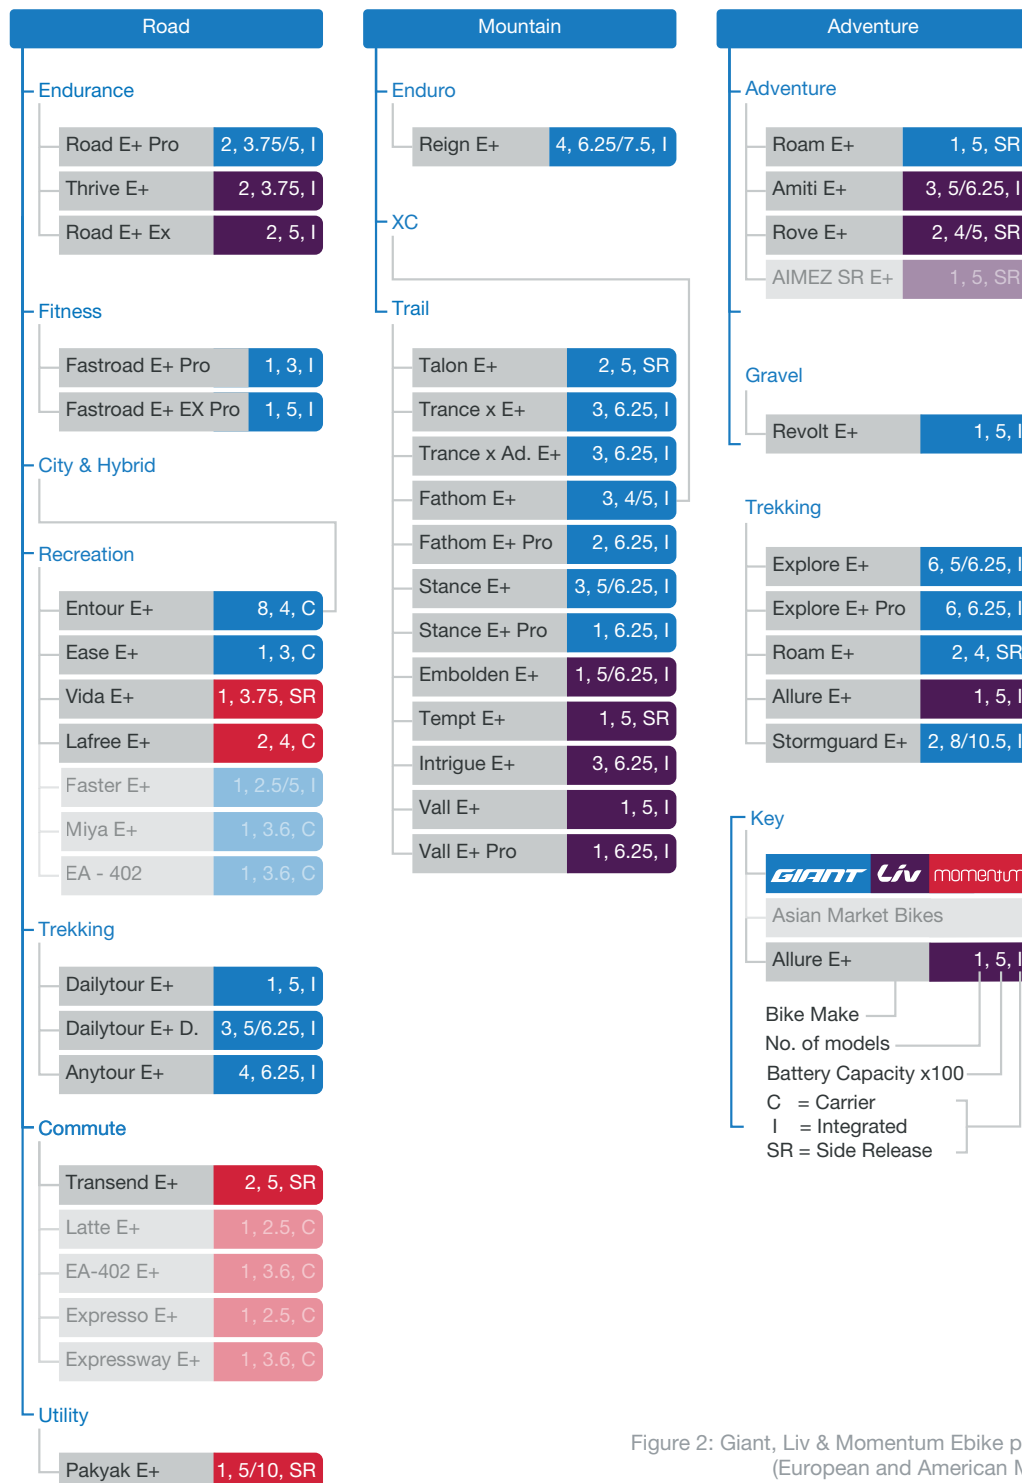 Road
Endurance
Road E+ Pro 2, 3.75/5, I
Thrive E+ 2, 3.75, I
Road E+ Ex 2, 5, I
Fitness
Fastroad E+ Pro 1, 3, I
Fastroad E+ EX Pro 1, 5, I
City & Hybrid
Recreation
Entour E+ 8, 4, C
Ease E+ 1, 3, C
Vida E+ 1, 3.75, SR
Lafree E+ 2, 4, C
Faster E+ 1, 2.5/5, I
Miya E+ 1, 3.6, C
EA - 402 1, 3.6, C
Trekking
Dailytour E+ 1, 5, I
Dailytour E+ D. 3, 5/6.25, I
Anytour E+ 4, 6.25, I
Commute
Transend E+ 2, 5, SR
Latte E+ 1, 2.5, C
EA-402 E+ 1, 3.6, C
Expresso E+ 1, 2.5, C
Expressway E+ 1, 3.6, C
Utility
Pakyak E+ 1, 5/10, SR
Mountain
Enduro
Reign E+ 4, 6.25/7.5, I
XC
Trail
Talon E+ 2, 5, SR
Trance x E+ 3, 6.25, I
Trance x Ad. E+ 3, 6.25, I
Fathom E+ 3, 4/5, I
Fathom E+ Pro 2, 6.25, I
Stance E+ 3, 5/6.25, I
Stance E+ Pro 1, 6.25, I
Embolden E+ 1, 5/6.25, I
Tempt E+ 1, 5, SR
Intrigue E+ 3, 6.25, I
Vall E+ 1, 5, I
Vall E+ Pro 1, 6.25, I
Adventure
Adventure
Roam E+ 1, 5, SR
Amiti E+ 3, 5/6.25, I
Rove E+ 2, 4/5, SR
AIMEZ SR E+ 1, 5, SR
Gravel
Revolt E+ 1, 5, I
Trekking
Explore E+ 6, 5/6.25, I
Explore E+ Pro 6, 6.25, I
Roam E+ 2, 4, SR
Allure E+ 1, 5, I
Stormguard E+ 2, 8/10.5, I
Key
GIANT Liv momentum
Asian Market Bikes
Allure E+ 1, 5, I
Bike Make
No. of models
Battery Capacity x100
C = Carrier
I = Integrated
SR = Side Release
Figure 2: Giant, Liv & Momentum Ebike p
(European and American M